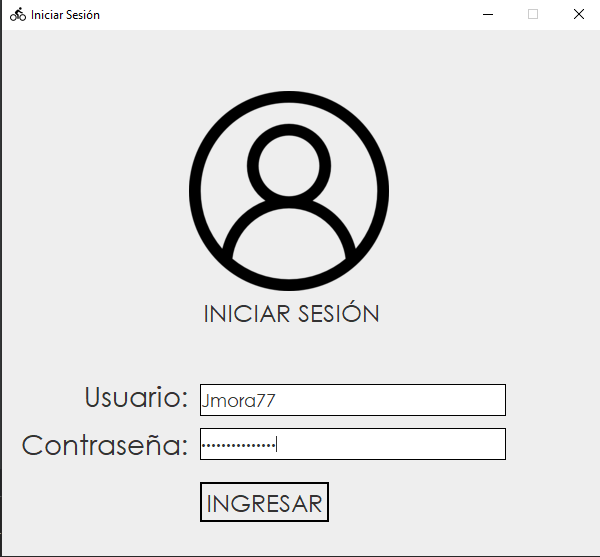 Iniciar Sesión
INICIAR SESIÓN
Usuario: Jmora77
Contraseña: •••••••••••••••
INGRESAR